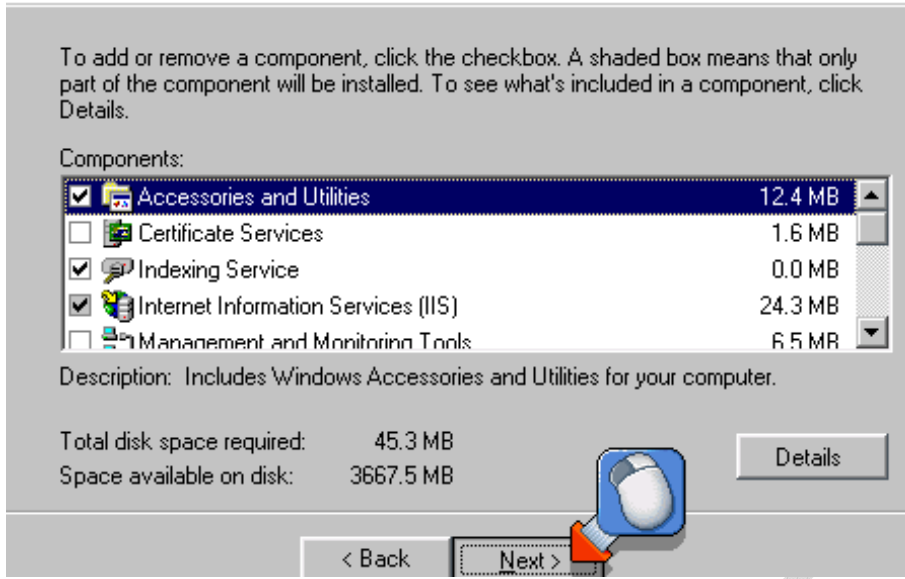 To add or remove a component, click the checkbox. A shaded box means that only
part of the component will be installed. To see what's included in a component, click
Details.
Components:
Accessories and Utilities 12.4 MB
Certificate Services 1.6 MB
Indexing Service 0.0 MB
Internet Information Services (IIS) 24.3 MB
Management and Monitoring Tools 6.5 MB
Description: Includes Windows Accessories and Utilities for your computer.
Total disk space required: 45.3 MB
Space available on disk: 3667.5 MB
Details
< Back Next >